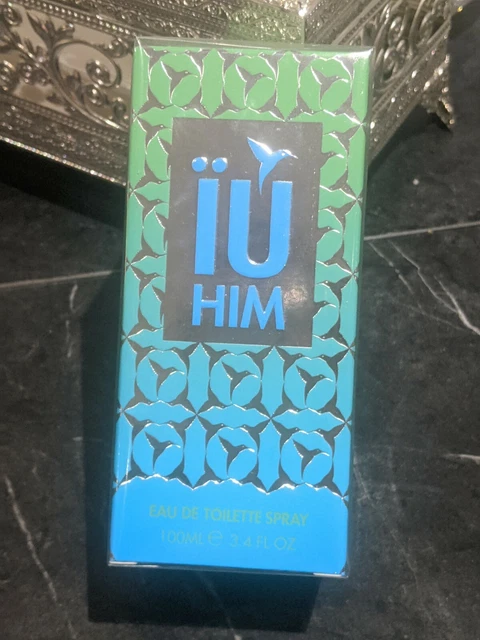 ÏU
HIM
EAU DE TOILETTE SPRAY
100ML ℮ 3.4 FL OZ